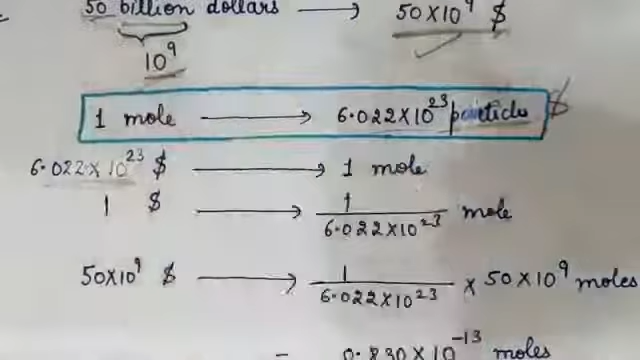 50 billion dollars ⟶ 50×10⁹ $
10⁹
1 mole ⟶ 6.022×10²³ particles $
6.022×10²³ $ ⟶ 1 mole
1 $ ⟶ 1/6.022×10²³ mole
50×10⁹ $ ⟶ 1/6.022×10²³ × 50×10⁹ moles
= 0.830×10⁻¹³ moles